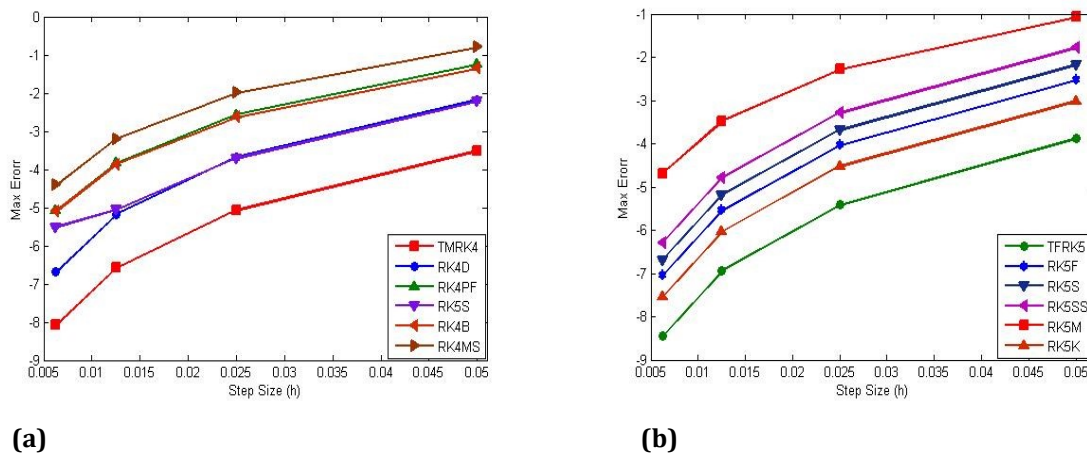 0
-1
-2
-3
-4
-5
-6
-7
-8
-9
Max Erorr
0.005
0.01
0.015
0.02
0.025
0.03
0.035
0.04
0.045
0.05
Step Size (h)
TMRK4
RK4D
RK4PF
RK5S
RK4B
RK4MS
(a)
-1
-2
-3
-4
-5
-6
-7
-8
-9
Max Erorr
0.005
0.01
0.015
0.02
0.025
0.03
0.035
0.04
0.045
0.05
Step Size (h)
TFRK5
RK5F
RK5S
RK5SS
RK5M
RK5K
(b)